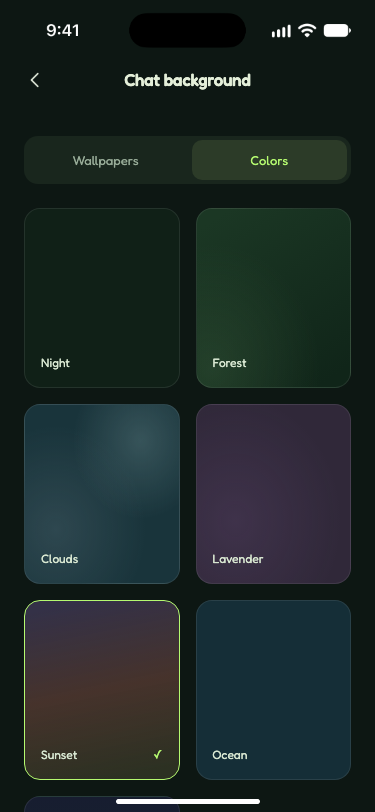 9:41
Chat background
Wallpapers
Colors
Night
Forest
Clouds
Lavender
Sunset ✓
Ocean